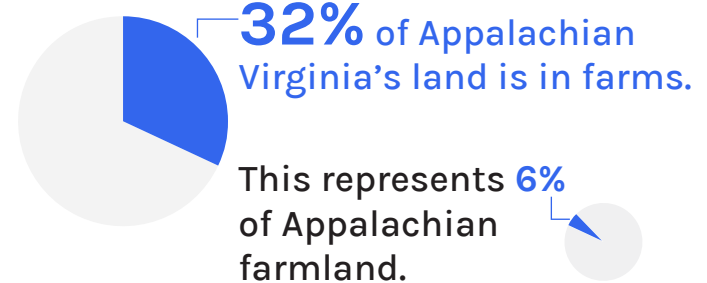 32% of Appalachian
Virginia’s land is in farms.
This represents 6%
of Appalachian
farmland.